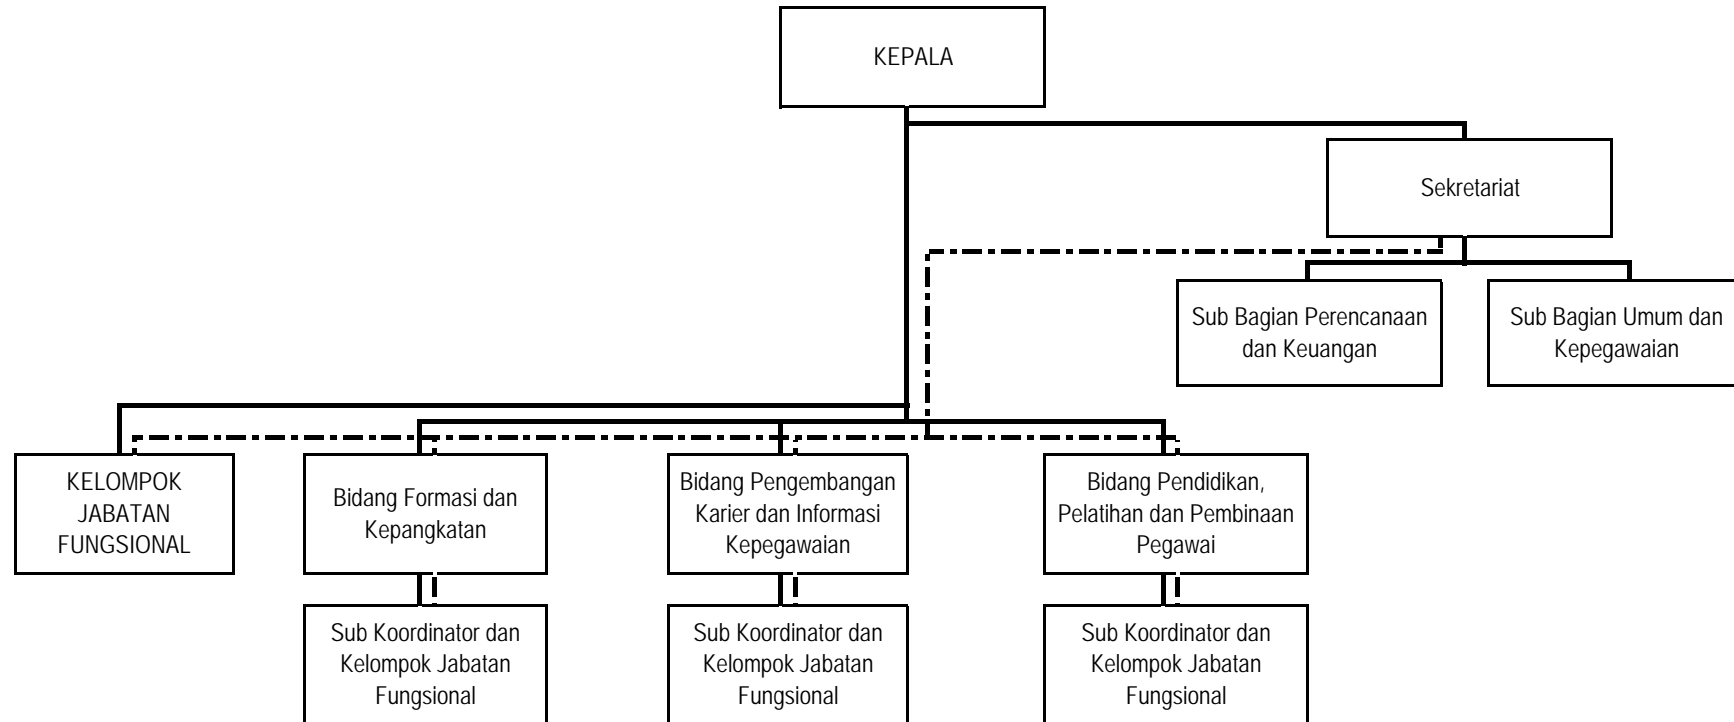 KEPALA
Sekretariat
Sub Bagian Perencanaan
dan Keuangan
Sub Bagian Umum dan
Kepegawaian
KELOMPOK
JABATAN
FUNGSIONAL
Bidang Formasi dan
Kepangkatan
Bidang Pengembangan
Karier dan Informasi
Kepegawaian
Bidang Pendidikan,
Pelatihan dan Pembinaan
Pegawai
Sub Koordinator dan
Kelompok Jabatan
Fungsional
Sub Koordinator dan
Kelompok Jabatan
Fungsional
Sub Koordinator dan
Kelompok Jabatan
Fungsional